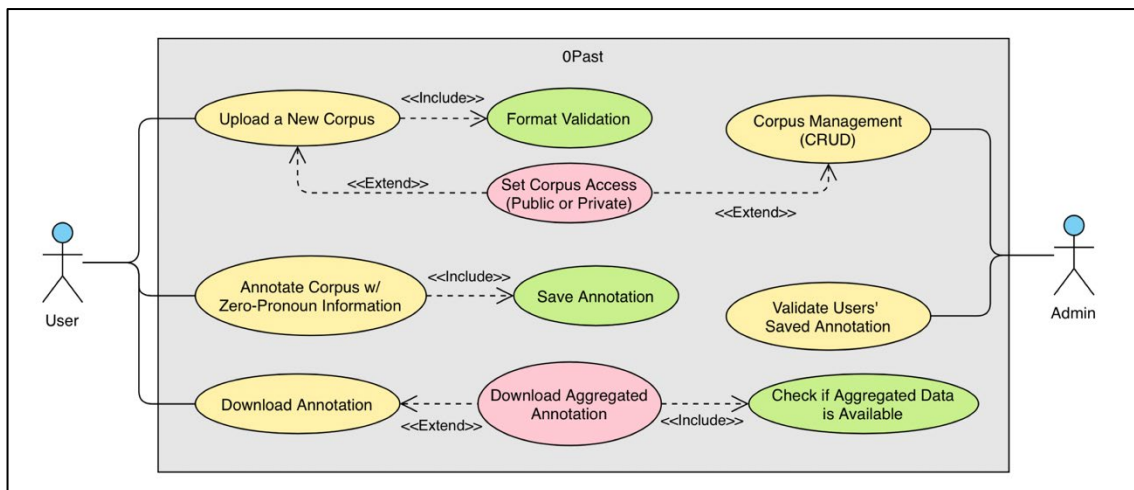 0Past
<<Include>>
Upload a New Corpus
Format Validation
Corpus Management
(CRUD)
<<Extend>>
Set Corpus Access
(Public or Private)
<<Extend>>
User
Annotate Corpus w/
Zero-Pronoun Information
<<Include>>
Save Annotation
Validate Users'
Saved Annotation
Admin
Download Annotation
<<Extend>>
Download Aggregated
Annotation
<<Include>>
Check if Aggregated Data
is Available